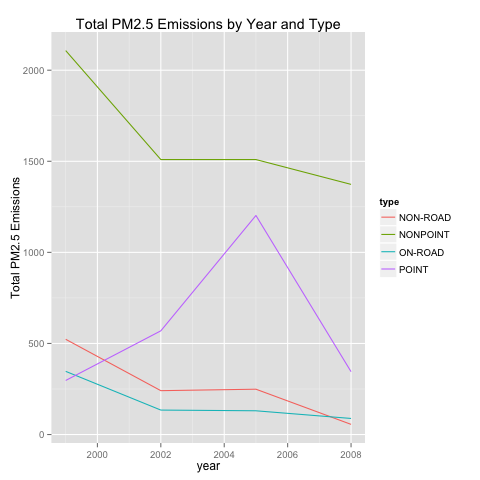 Total PM2.5 Emissions by Year and Type
2000
1500
1000
500
0
Total PM2.5 Emissions
2000 2002 2004 2006 2008
year
type
NON-ROAD
NONPOINT
ON-ROAD
POINT